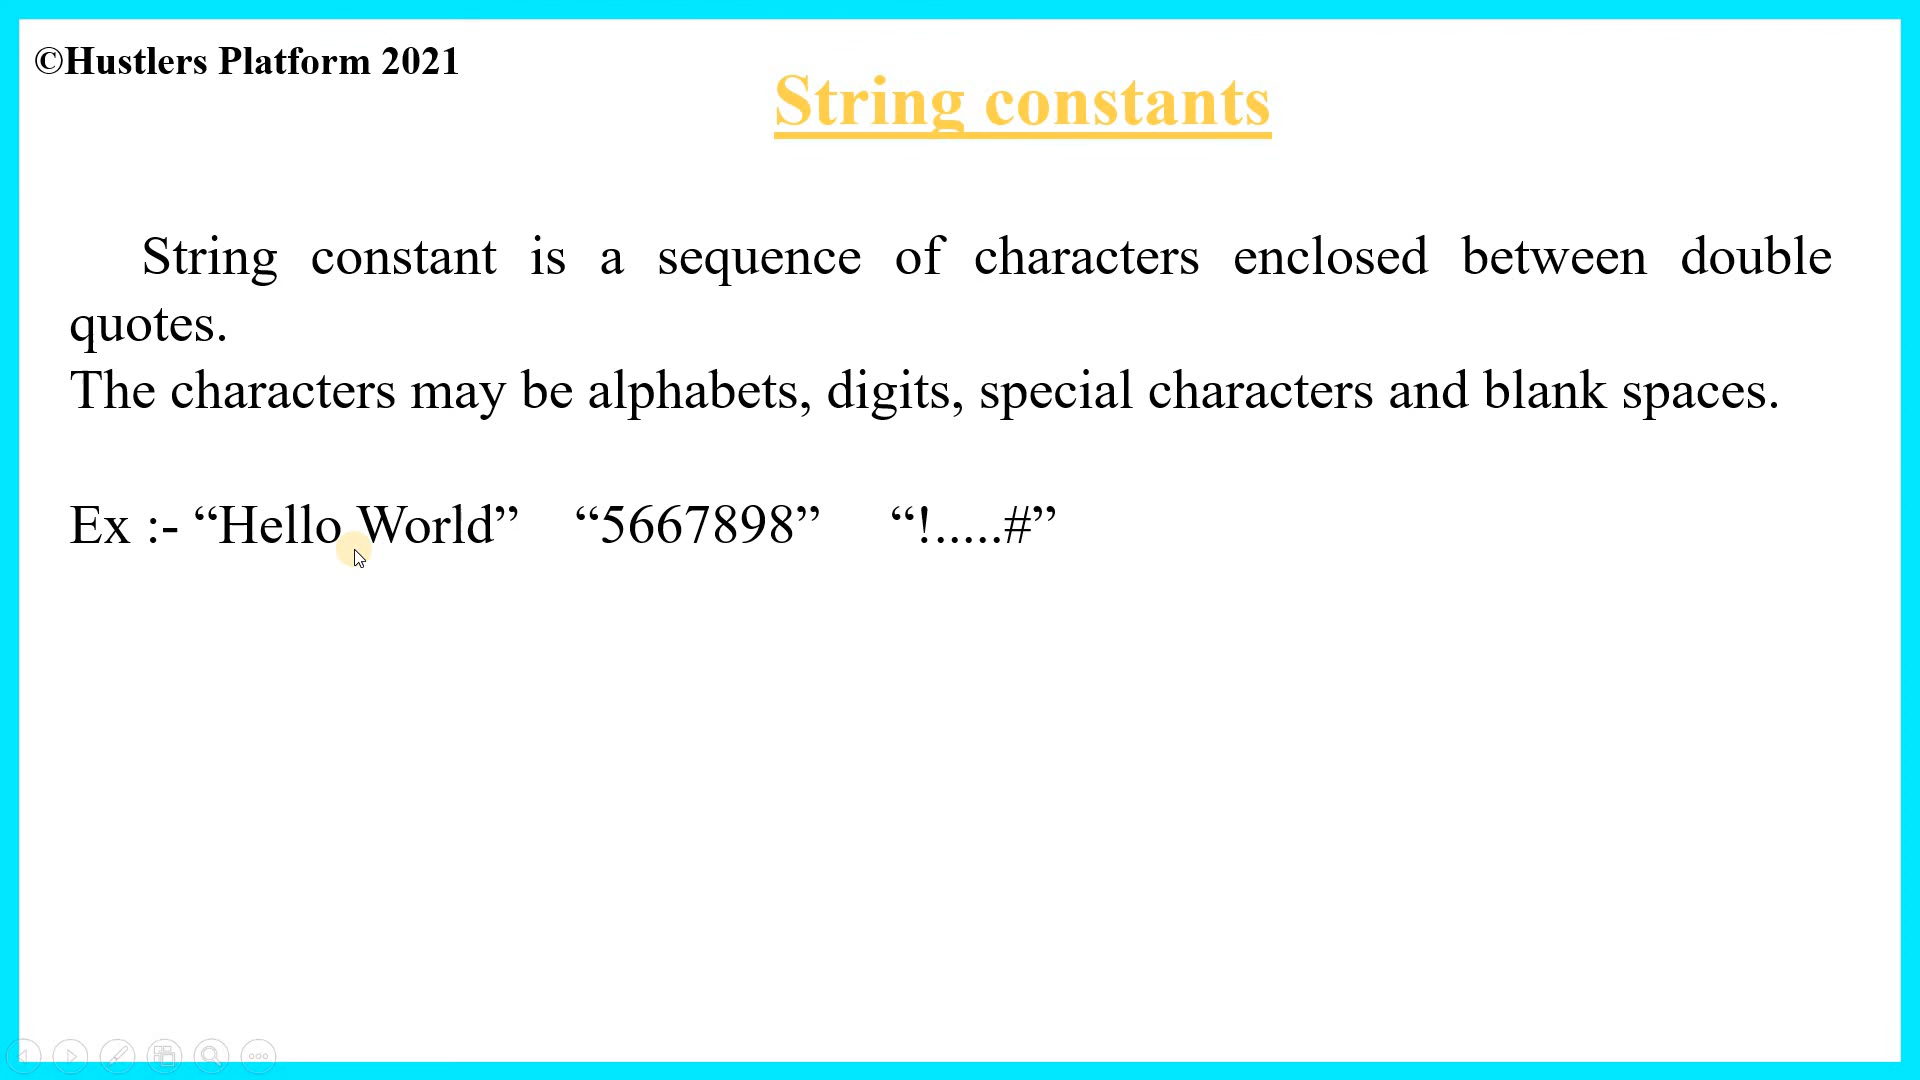 ©Hustlers Platform 2021
String constants
String constant is a sequence of characters enclosed between double
quotes.
The characters may be alphabets, digits, special characters and blank spaces.
Ex :- “Hello World” “5667898” “!.....#”